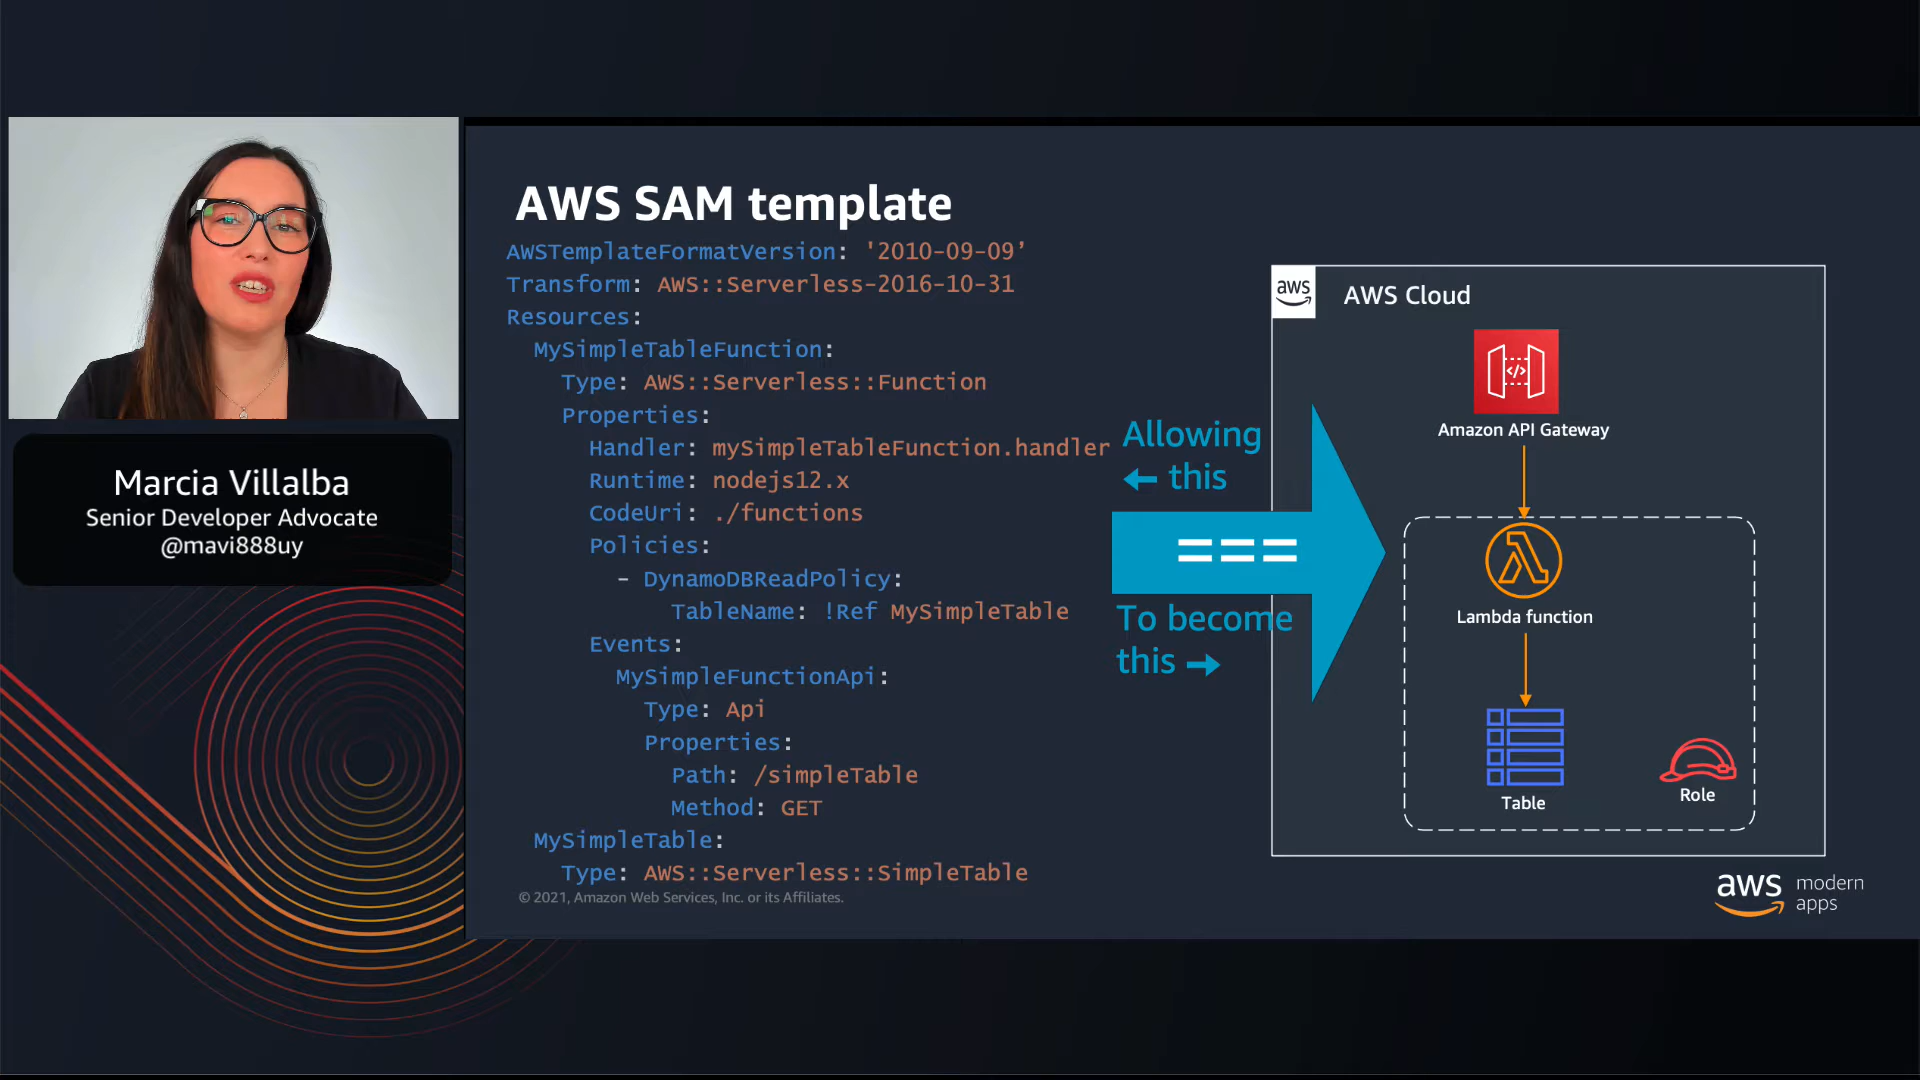 Marcia Villalba
Senior Developer Advocate
@mavi888uy
AWS SAM template
AWSTemplateFormatVersion: '2010-09-09’
Transform: AWS::Serverless-2016-10-31
Resources:
MySimpleTableFunction:
Type: AWS::Serverless::Function
Properties:
Handler: mySimpleTableFunction.handler
Runtime: nodejs12.x
CodeUri: ./functions
Policies:
- DynamoDBReadPolicy:
TableName: !Ref MySimpleTable
Events:
MySimpleFunctionApi:
Type: Api
Properties:
Path: /simpleTable
Method: GET
MySimpleTable:
Type: AWS::Serverless::SimpleTable
© 2021, Amazon Web Services, Inc. or its Affiliates.
Allowing
← this
===
To become
this →
aws
AWS Cloud
</>
Amazon API Gateway
Lambda function
Table
Role
aws modern
apps